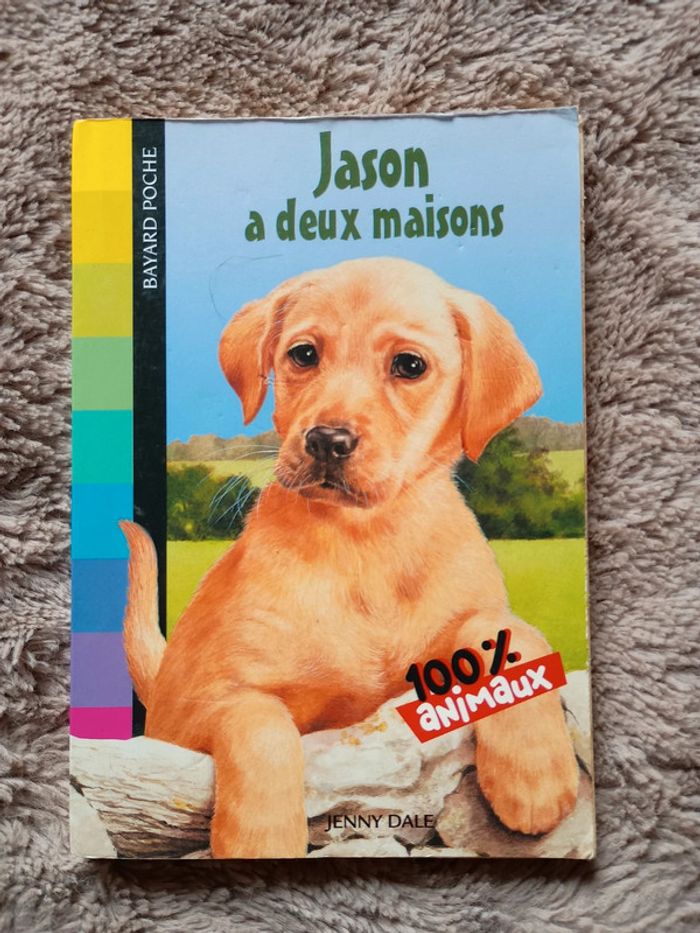 Jason
a deux maisons
BAYARD POCHE
100%
animaux
JENNY DALE